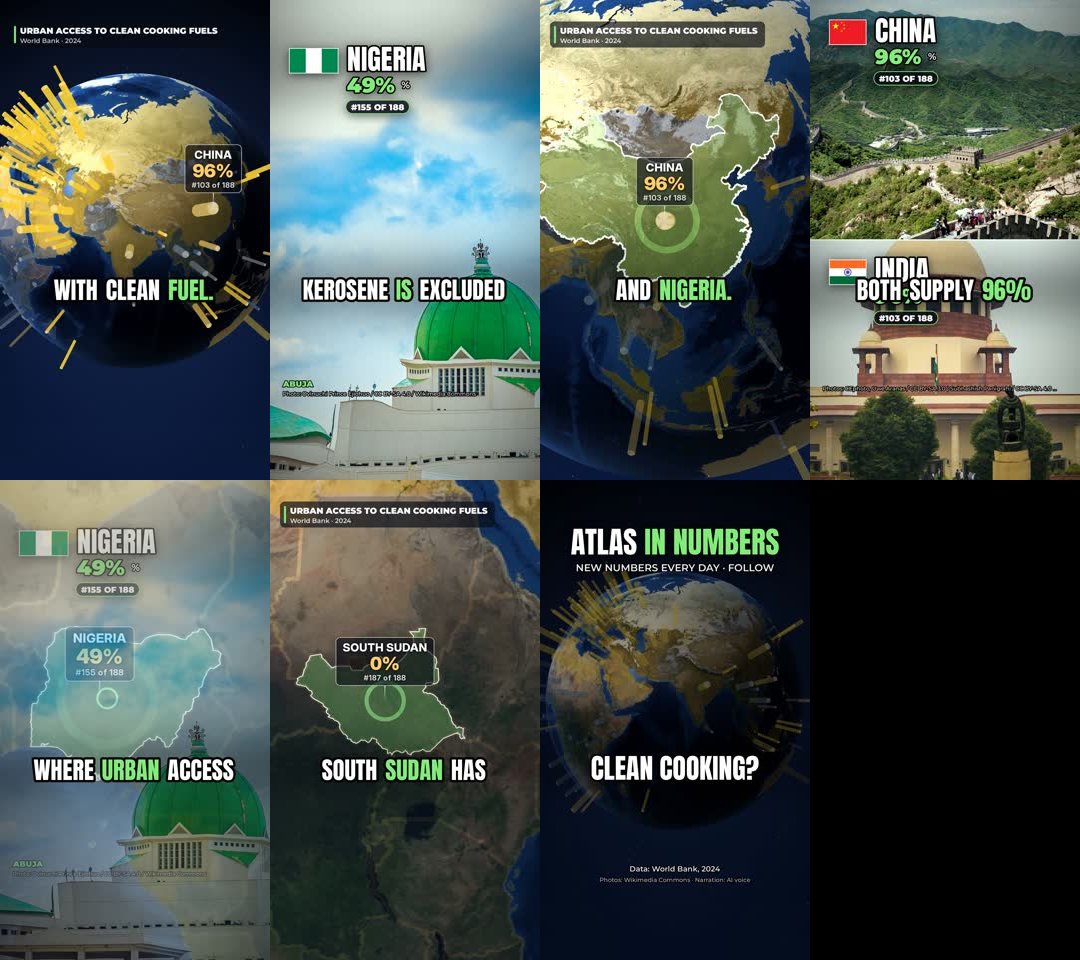 URBAN ACCESS TO CLEAN COOKING FUELS
World Bank · 2024
CHINA
96%
#103 of 188
WITH CLEAN FUEL.
NIGERIA
49% %
#155 OF 188
KEROSENE IS EXCLUDED
ABUJA
URBAN ACCESS TO CLEAN COOKING FUELS
World Bank · 2024
CHINA
96%
#103 of 188
AND NIGERIA.
CHINA
96% %
#103 OF 188
INDIA
BOTH SUPPLY 96%
#103 OF 188
NIGERIA
49% %
#155 OF 188
NIGERIA
49%
#155 of 188
WHERE URBAN ACCESS
ABUJA
URBAN ACCESS TO CLEAN COOKING FUELS
World Bank · 2024
SOUTH SUDAN
0%
#187 of 188
SOUTH SUDAN HAS
ATLAS IN NUMBERS
NEW NUMBERS EVERY DAY · FOLLOW
CLEAN COOKING?
Data: World Bank, 2024
Photos: Wikimedia Commons · Narration: AI voice